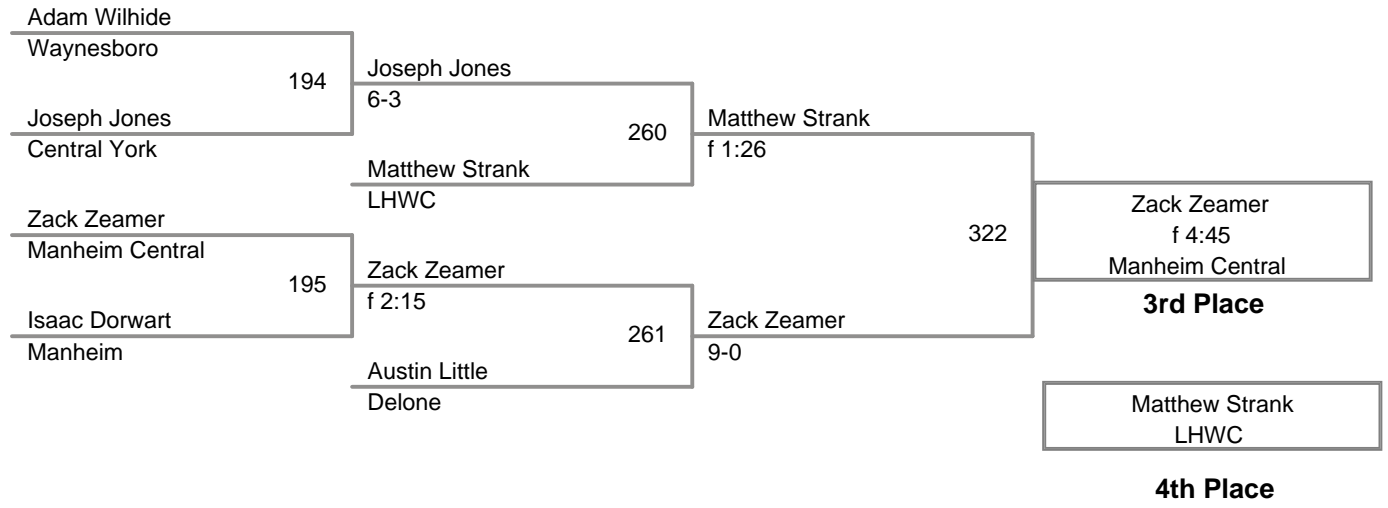 Adam Wilhide
Waynesboro
194
Joseph Jones
Central York
Joseph Jones
6-3
260
Matthew Strank
LHWC
Matthew Strank
f 1:26
Zack Zeamer
Manheim Central
195
Isaac Dorwart
Manheim
Zack Zeamer
f 2:15
261
Austin Little
Delone
Zack Zeamer
9-0
322
Zack Zeamer
f 4:45
Manheim Central
3rd Place
Matthew Strank
LHWC
4th Place